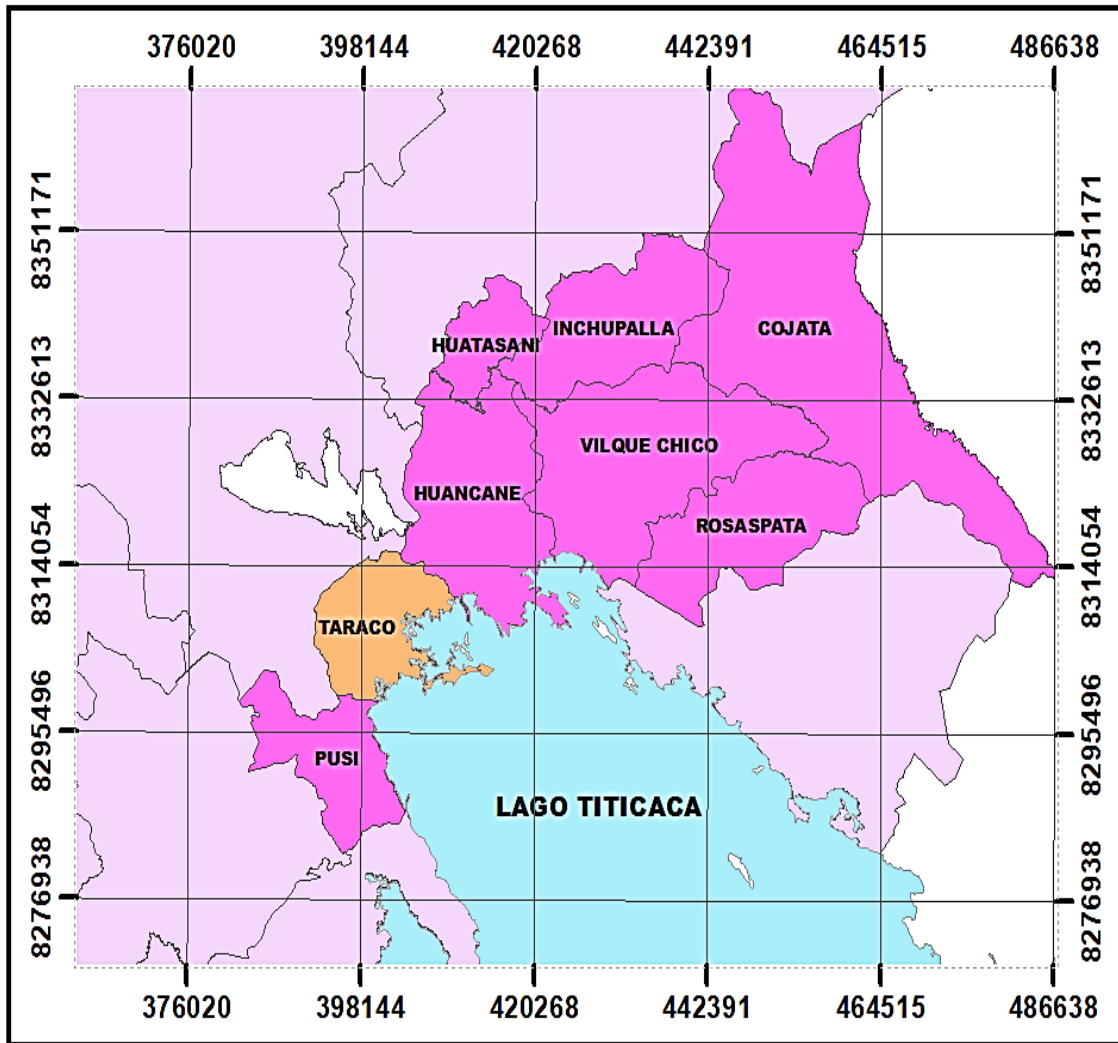 376020 398144 420268 442391 464515 486638
8351171 8351171
INCHUPALLA COJATA
HUATASANI
8332613 8332613
VILQUE CHICO
HUANCANE
ROSASPATA
8314054 8314054
TARACO
8295496 8295496
PUSI
LAGO TITICACA
8276938 8276938
376020 398144 420268 442391 464515 486638